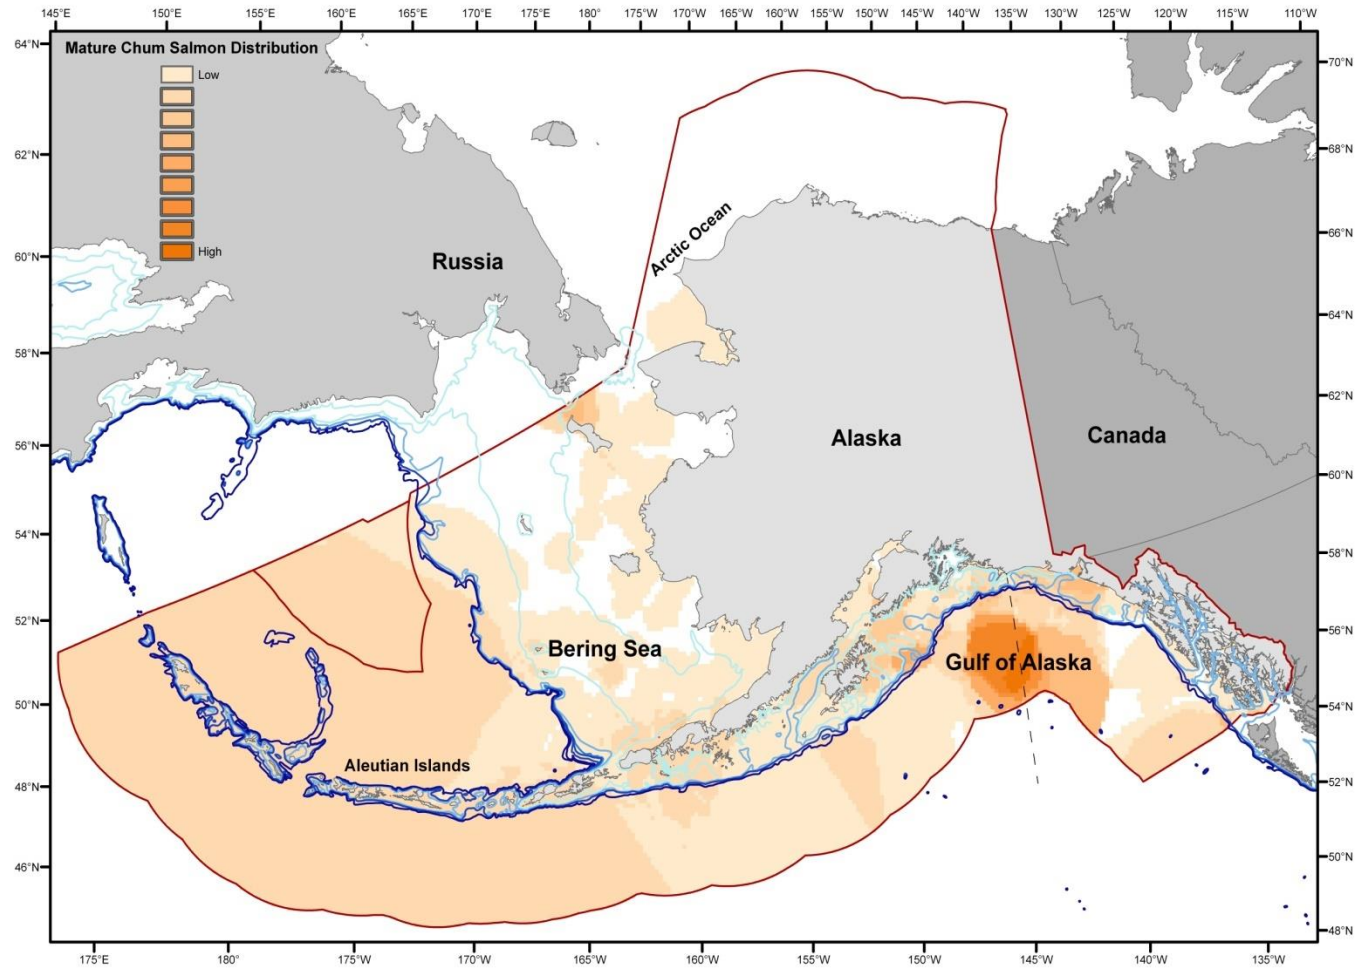 145°E 150°E 155°E 160°E 165°E 170°E 175°E 180° 175°W 170°W 165°W 160°W 155°W 150°W 145°W 140°W 135°W 130°W 125°W 120°W 115°W 110°W
64°N
Mature Chum Salmon Distribution
Low
High
70°N
62°N
68°N
Arctic Ocean
66°N
60°N
Russia
64°N
58°N
62°N
56°N
Alaska
Canada
60°N
54°N
58°N
52°N
56°N
Bering Sea
Gulf of Alaska
50°N
54°N
Aleutian Islands
48°N
52°N
46°N
50°N
48°N
175°E 180° 175°W 170°W 165°W 180° 160°W 155°W 150°W 145°W 140°W 135°W